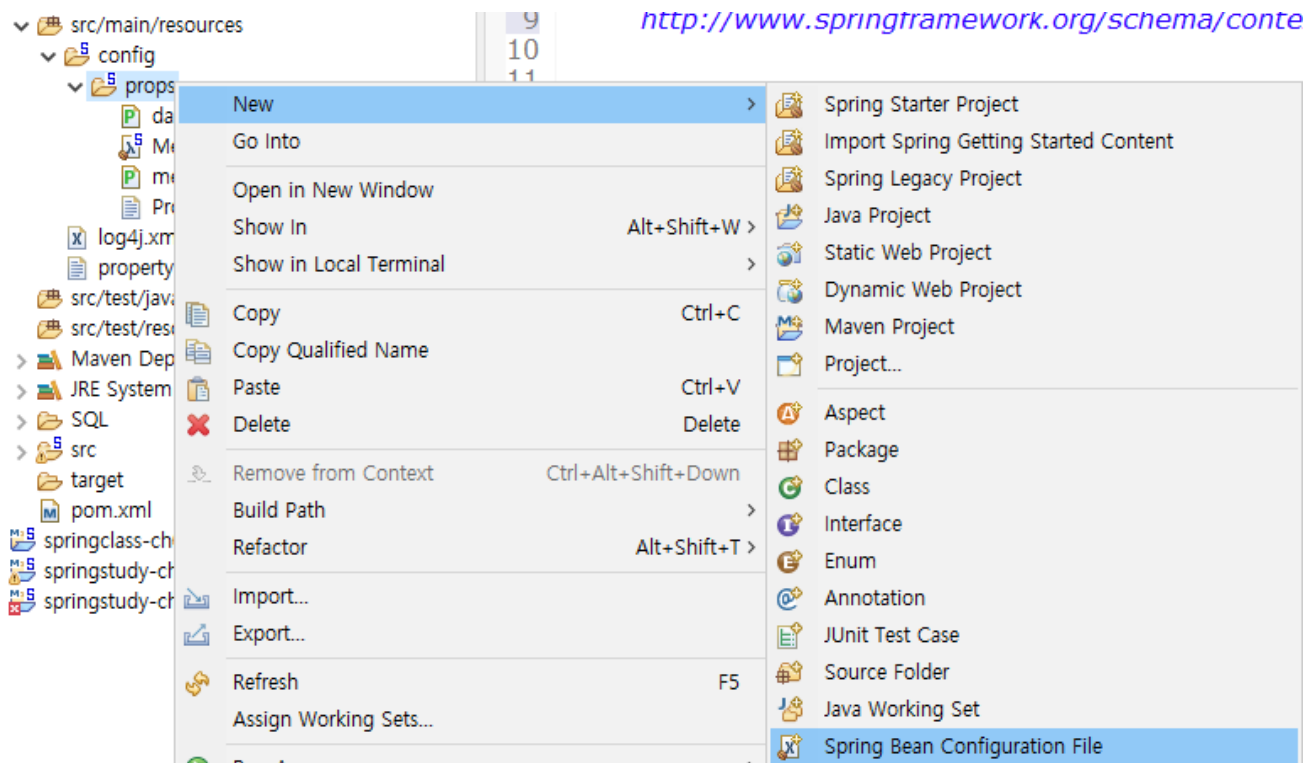 src/main/resources
config
props
da
Me
me
Pro
log4j.xm
property
src/test/java
src/test/reso
Maven Dep
JRE System
SQL
src
target
pom.xml
springclass-ch
springstudy-ch
springstudy-ch
9
http://www.springframework.org/schema/conte
10
11
New
Go Into
Open in New Window
Show In Alt+Shift+W >
Show in Local Terminal
Copy Ctrl+C
Copy Qualified Name
Paste Ctrl+V
Delete Delete
Remove from Context Ctrl+Alt+Shift+Down
Build Path
Refactor Alt+Shift+T >
Import...
Export...
Refresh F5
Assign Working Sets...
Spring Starter Project
Import Spring Getting Started Content
Spring Legacy Project
Java Project
Static Web Project
Dynamic Web Project
Maven Project
Project...
Aspect
Package
Class
Interface
Enum
Annotation
JUnit Test Case
Source Folder
Java Working Set
Spring Bean Configuration File